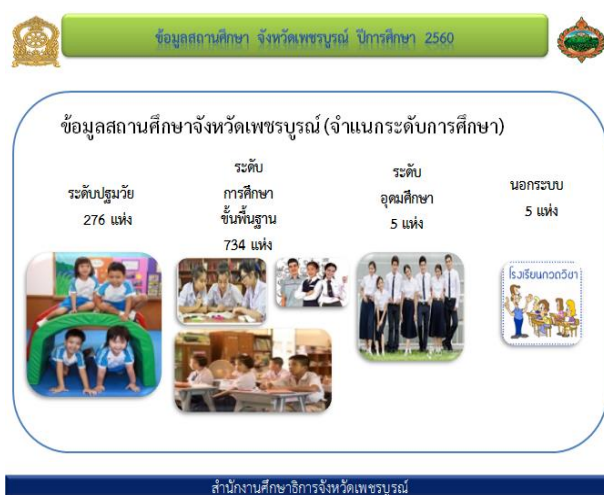 ข้อมูลสถานศึกษา จังหวัดเพชรบูรณ์ ปีการศึกษา 2560
ข้อมูลสถานศึกษาจังหวัดเพชรบูรณ์ (จำแนกระดับการศึกษา)
ระดับปฐมวัย
276 แห่ง
ระดับ
การศึกษา
ขั้นพื้นฐาน
734 แห่ง
ระดับ
อุดมศึกษา
5 แห่ง
นอกระบบ
5 แห่ง
โรงเรียนกวดวิชา
สำนักงานศึกษาธิการจังหวัดเพชรบูรณ์